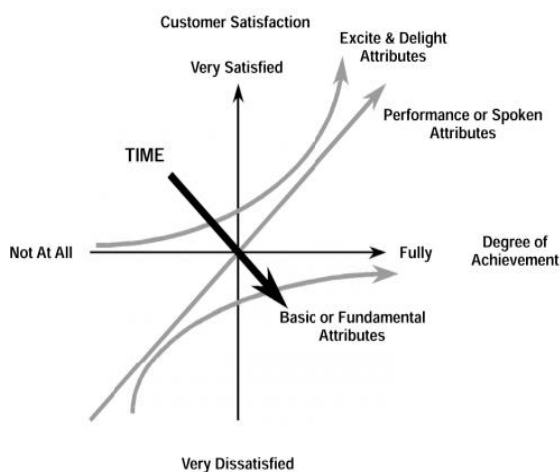 Customer Satisfaction
Excite & Delight
Attributes
Very Satisfied
Performance or Spoken
Attributes
TIME
Not At All
Fully
Degree of
Achievement
Basic or Fundamental
Attributes
Very Dissatisfied